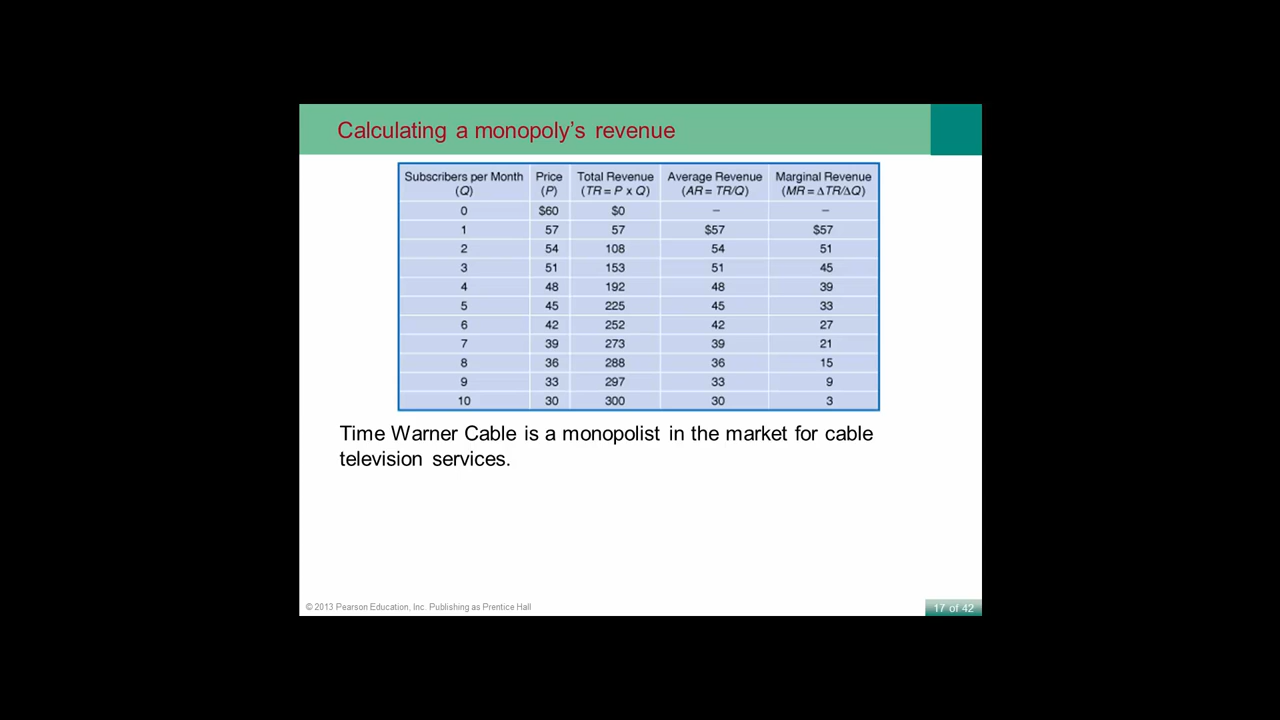 Calculating a monopoly's revenue
Subscribers per Month Price Total Revenue Average Revenue Marginal Revenue
(Q) (P) (TR = P x Q) (AR = TR/Q) (MR = ΔTR/ΔQ)
0 $60 $0 – –
1 57 57 $57 $57
2 54 108 54 51
3 51 153 51 45
4 48 192 48 39
5 45 225 45 33
6 42 252 42 27
7 39 273 39 21
8 36 288 36 15
9 33 297 33 9
10 30 300 30 3
Time Warner Cable is a monopolist in the market for cable
television services.
© 2013 Pearson Education, Inc. Publishing as Prentice Hall
17 of 42